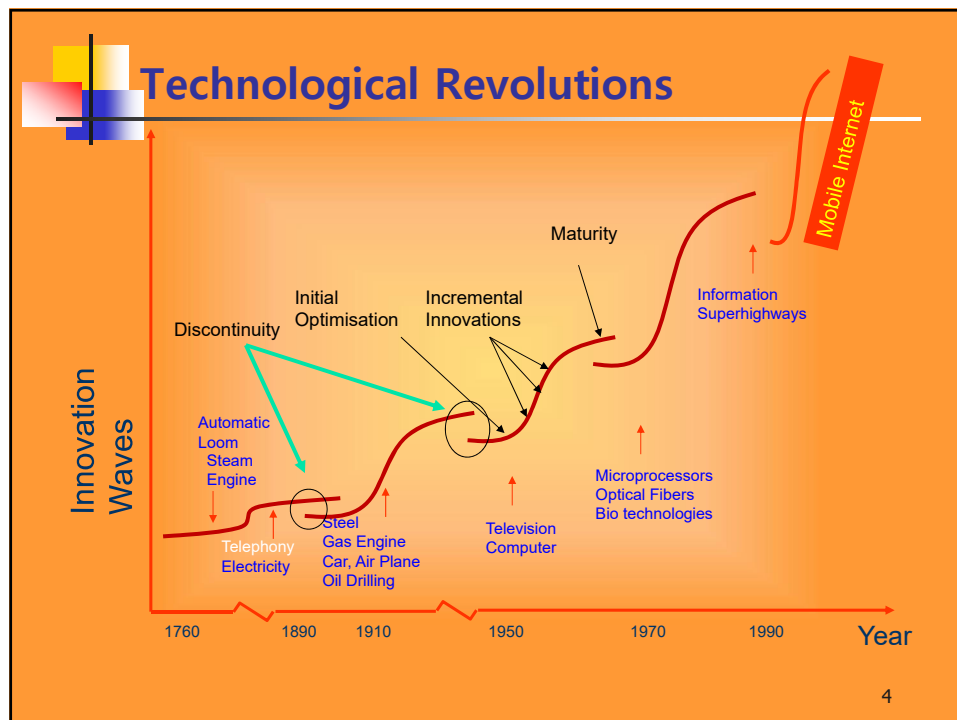 Technological Revolutions
Mobile Internet
Maturity
Information
Superhighways
Initial
Optimisation
Incremental
Innovations
Discontinuity
Innovation
Waves
Automatic
Loom
Steam
Engine
Telephony
Electricity
Steel
Gas Engine
Car, Air Plane
Oil Drilling
Television
Computer
Microprocessors
Optical Fibers
Bio technologies
1760 1890 1910 1950 1970 1990
Year
4